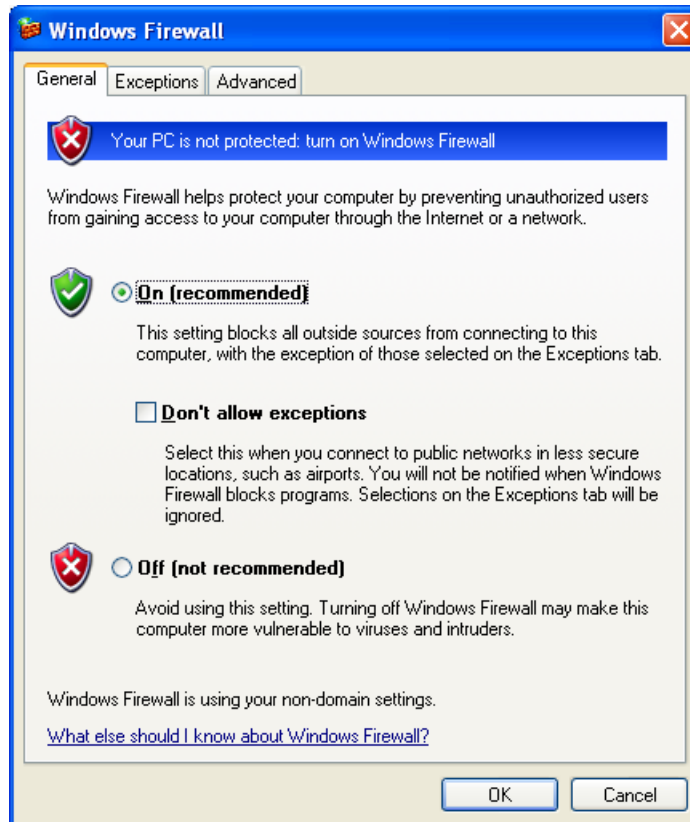 Windows Firewall
General Exceptions Advanced
Your PC is not protected: turn on Windows Firewall
Windows Firewall helps protect your computer by preventing unauthorized users
from gaining access to your computer through the Internet or a network.
On (recommended)
This setting blocks all outside sources from connecting to this
computer, with the exception of those selected on the Exceptions tab.
Don't allow exceptions
Select this when you connect to public networks in less secure
locations, such as airports. You will not be notified when Windows
Firewall blocks programs. Selections on the Exceptions tab will be
ignored.
Off (not recommended)
Avoid using this setting. Turning off Windows Firewall may make this
computer more vulnerable to viruses and intruders.
Windows Firewall is using your non-domain settings.
What else should I know about Windows Firewall?
OK Cancel